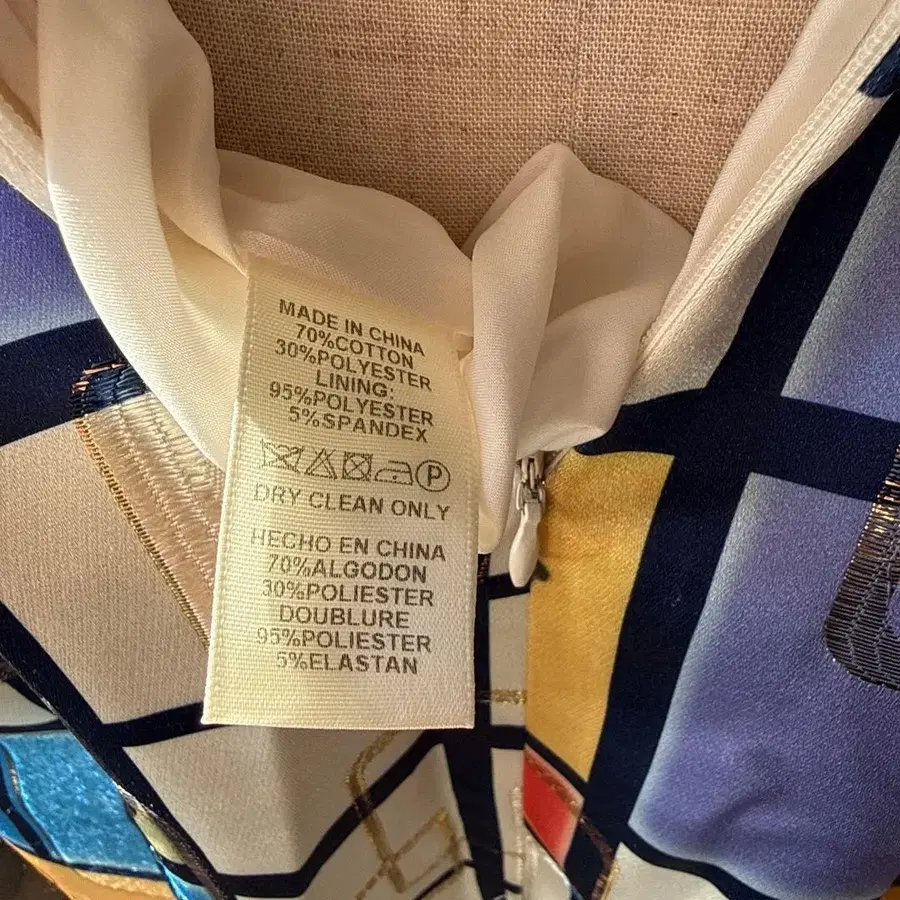 MADE IN CHINA
70%COTTON
30%POLYESTER
LINING:
95%POLYESTER
5%SPANDEX
P
DRY CLEAN ONLY
HECHO EN CHINA
70%ALGODON
30%POLIESTER
DOUBLURE
95%POLIESTER
5%ELASTAN